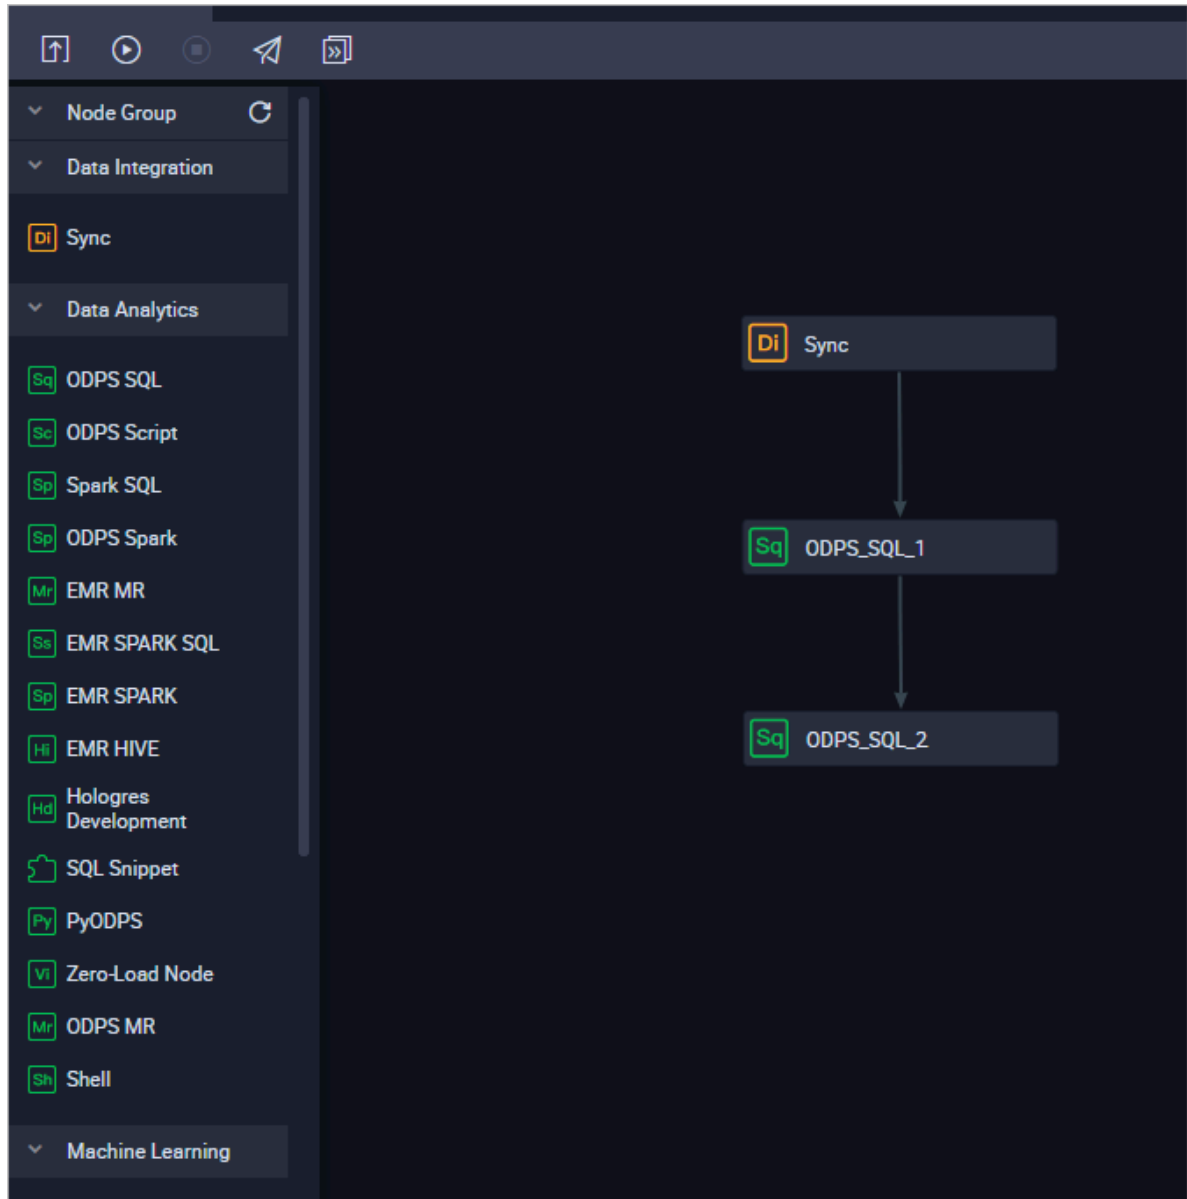 Node Group
Data Integration
Di Sync
Data Analytics
Sq ODPS SQL
Sc ODPS Script
Sp Spark SQL
Sp ODPS Spark
Mr EMR MR
Ss EMR SPARK SQL
Sp EMR SPARK
Hi EMR HIVE
Hd Hologres
Development
SQL Snippet
Py PyODPS
Vi Zero-Load Node
Mr ODPS MR
Sh Shell
Machine Learning
Di Sync
Sq ODPS_SQL_1
Sq ODPS_SQL_2